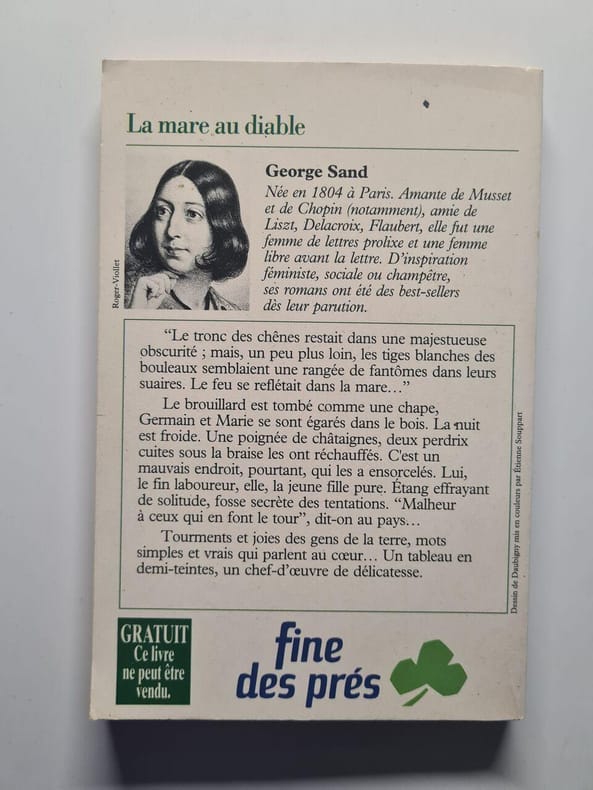 La mare au diable
George Sand
Née en 1804 à Paris. Amante de Musset
et de Chopin (notamment), amie de
Liszt, Delacroix, Flaubert, elle fut une
femme de lettres prolixe et une femme
libre avant la lettre. D'inspiration
féministe, sociale ou champêtre,
ses romans ont été des best-sellers
dès leur parution.
Roger-Viollet
“Le tronc des chênes restait dans une majestueuse
obscurité ; mais, un peu plus loin, les tiges blanches des
bouleaux semblaient une rangée de fantômes dans leurs
suaires. Le feu se reflétait dans la mare…”
Le brouillard est tombé comme une chape,
Germain et Marie se sont égarés dans le bois. La nuit
est froide. Une poignée de châtaignes, deux perdrix
cuites sous la braise les ont réchauffés. C'est un
mauvais endroit, pourtant, qui les a ensorcelés. Lui,
le fin laboureur, elle, la jeune fille pure. Étang effrayant
de solitude, fosse secrète des tentations. “Malheur
à ceux qui en font le tour”, dit-on au pays…
Tourments et joies des gens de la terre, mots
simples et vrais qui parlent au cœur… Un tableau en
demi-teintes, un chef-d'œuvre de délicatesse.
Dessin de Daubigny mis en couleurs par Étienne Souppart
GRATUIT
Ce livre
ne peut être
vendu.
fine
des prés